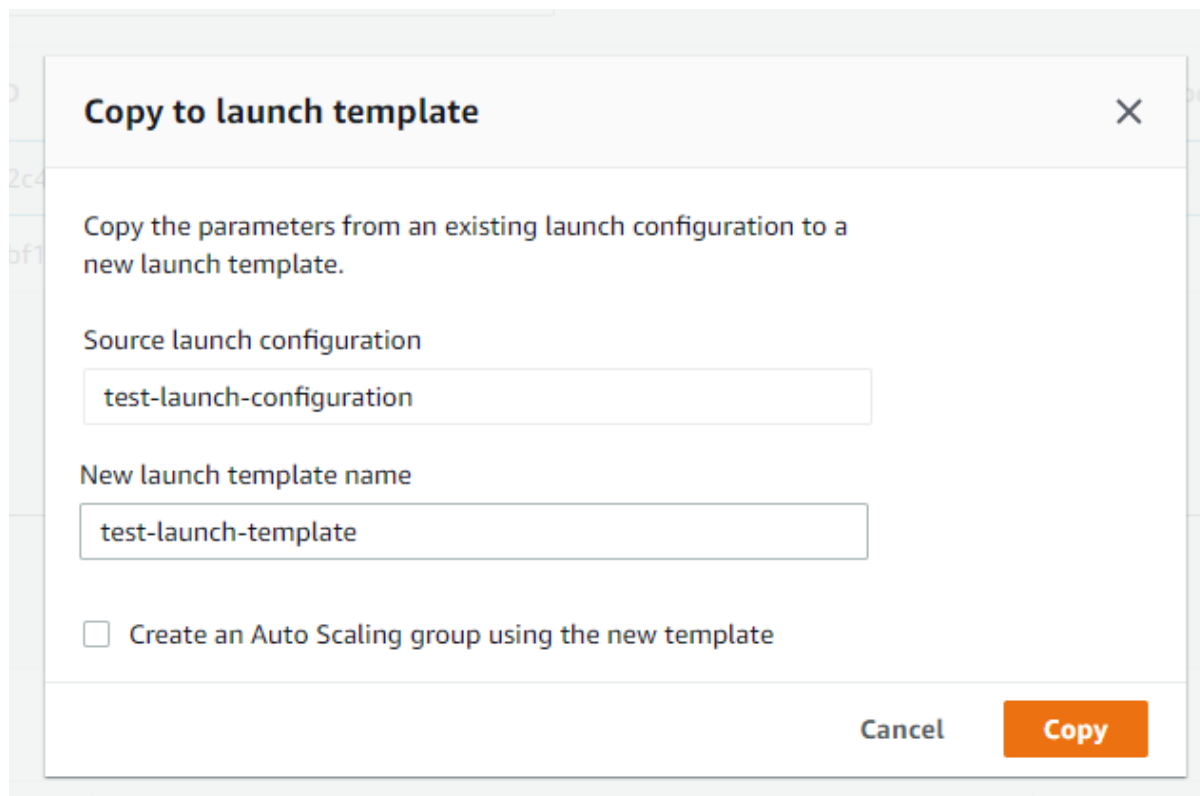 Copy to launch template
Copy the parameters from an existing launch configuration to a
new launch template.
Source launch configuration
test-launch-configuration
New launch template name
test-launch-template
Create an Auto Scaling group using the new template
Cancel
Copy